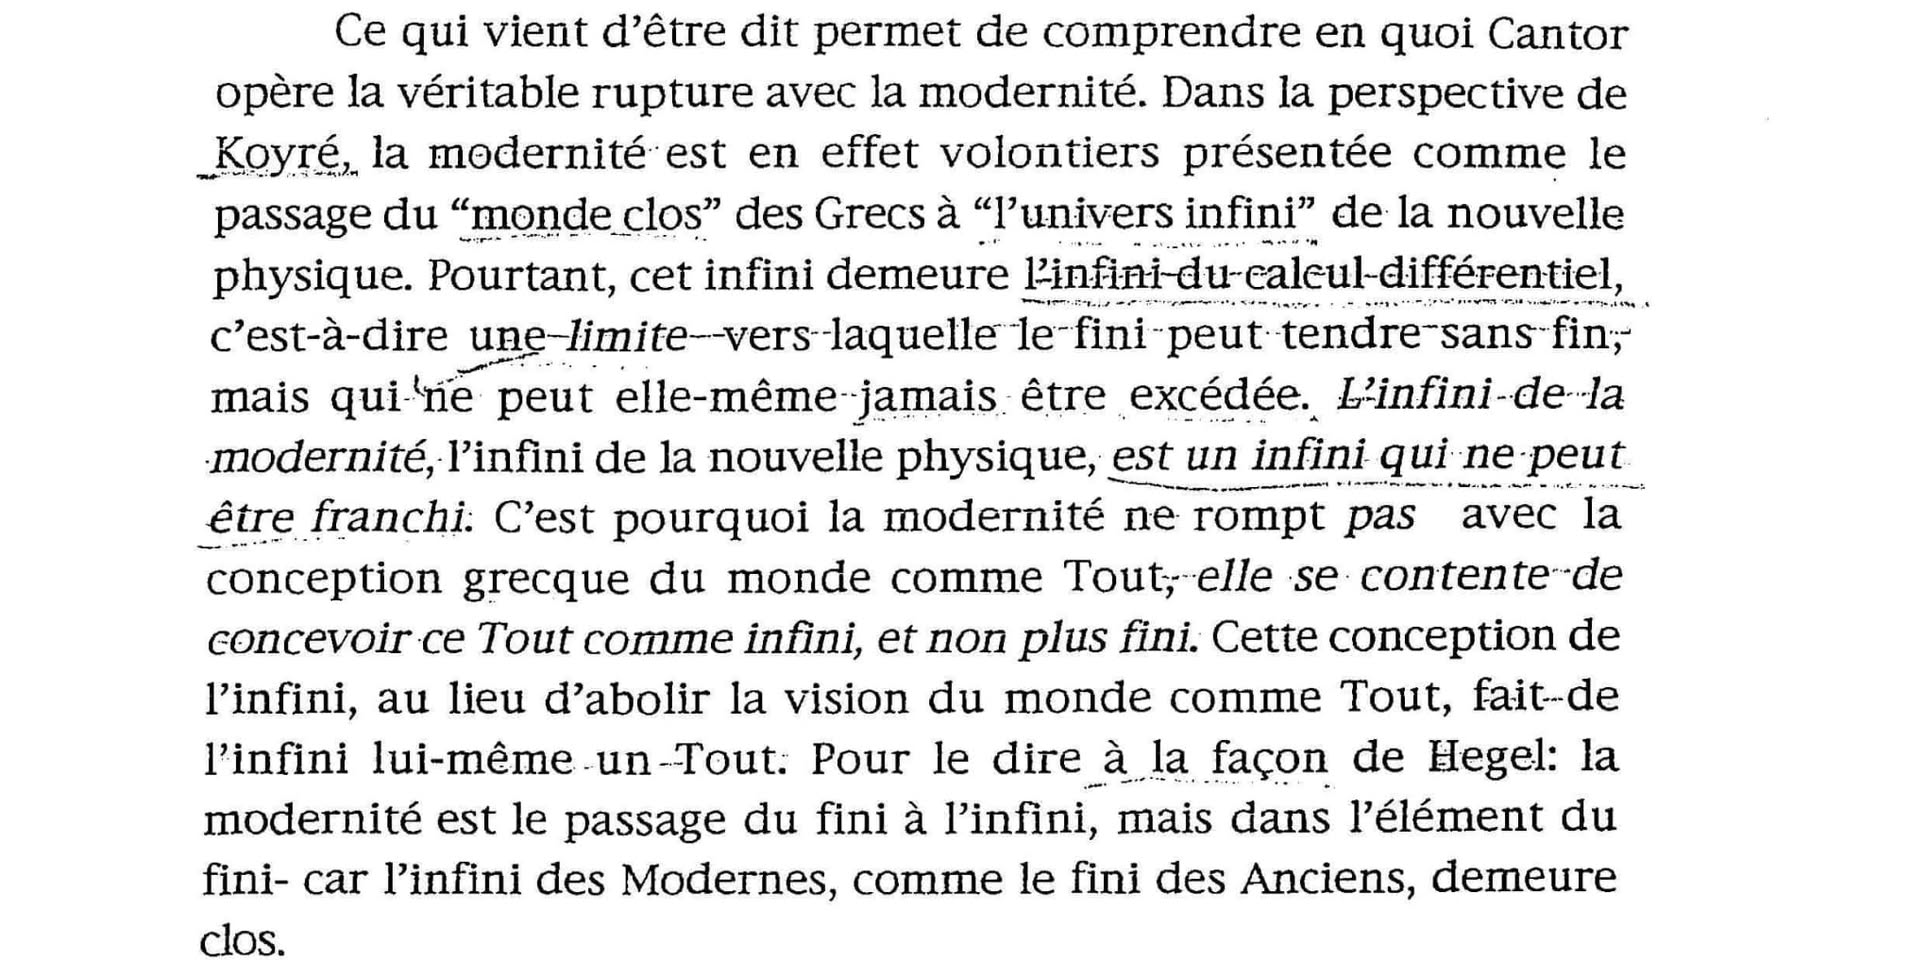 Ce qui vient d’être dit permet de comprendre en quoi Cantor
opère la véritable rupture avec la modernité. Dans la perspective de
Koyré, la modernité est en effet volontiers présentée comme le
passage du “monde clos” des Grecs à “l’univers infini” de la nouvelle
physique. Pourtant, cet infini demeure l’infini du calcul différentiel,
c’est-à-dire une limite vers laquelle le fini peut tendre sans fin,
mais qui ne peut elle-même jamais être excédée. L’infini de la
modernité, l’infini de la nouvelle physique, est un infini qui ne peut
être franchi. C’est pourquoi la modernité ne rompt pas avec la
conception grecque du monde comme Tout, elle se contente de
concevoir ce Tout comme infini, et non plus fini. Cette conception de
l’infini, au lieu d’abolir la vision du monde comme Tout, fait de
l’infini lui-même un Tout. Pour le dire à la façon de Hegel: la
modernité est le passage du fini à l’infini, mais dans l’élément du
fini- car l’infini des Modernes, comme le fini des Anciens, demeure
clos.